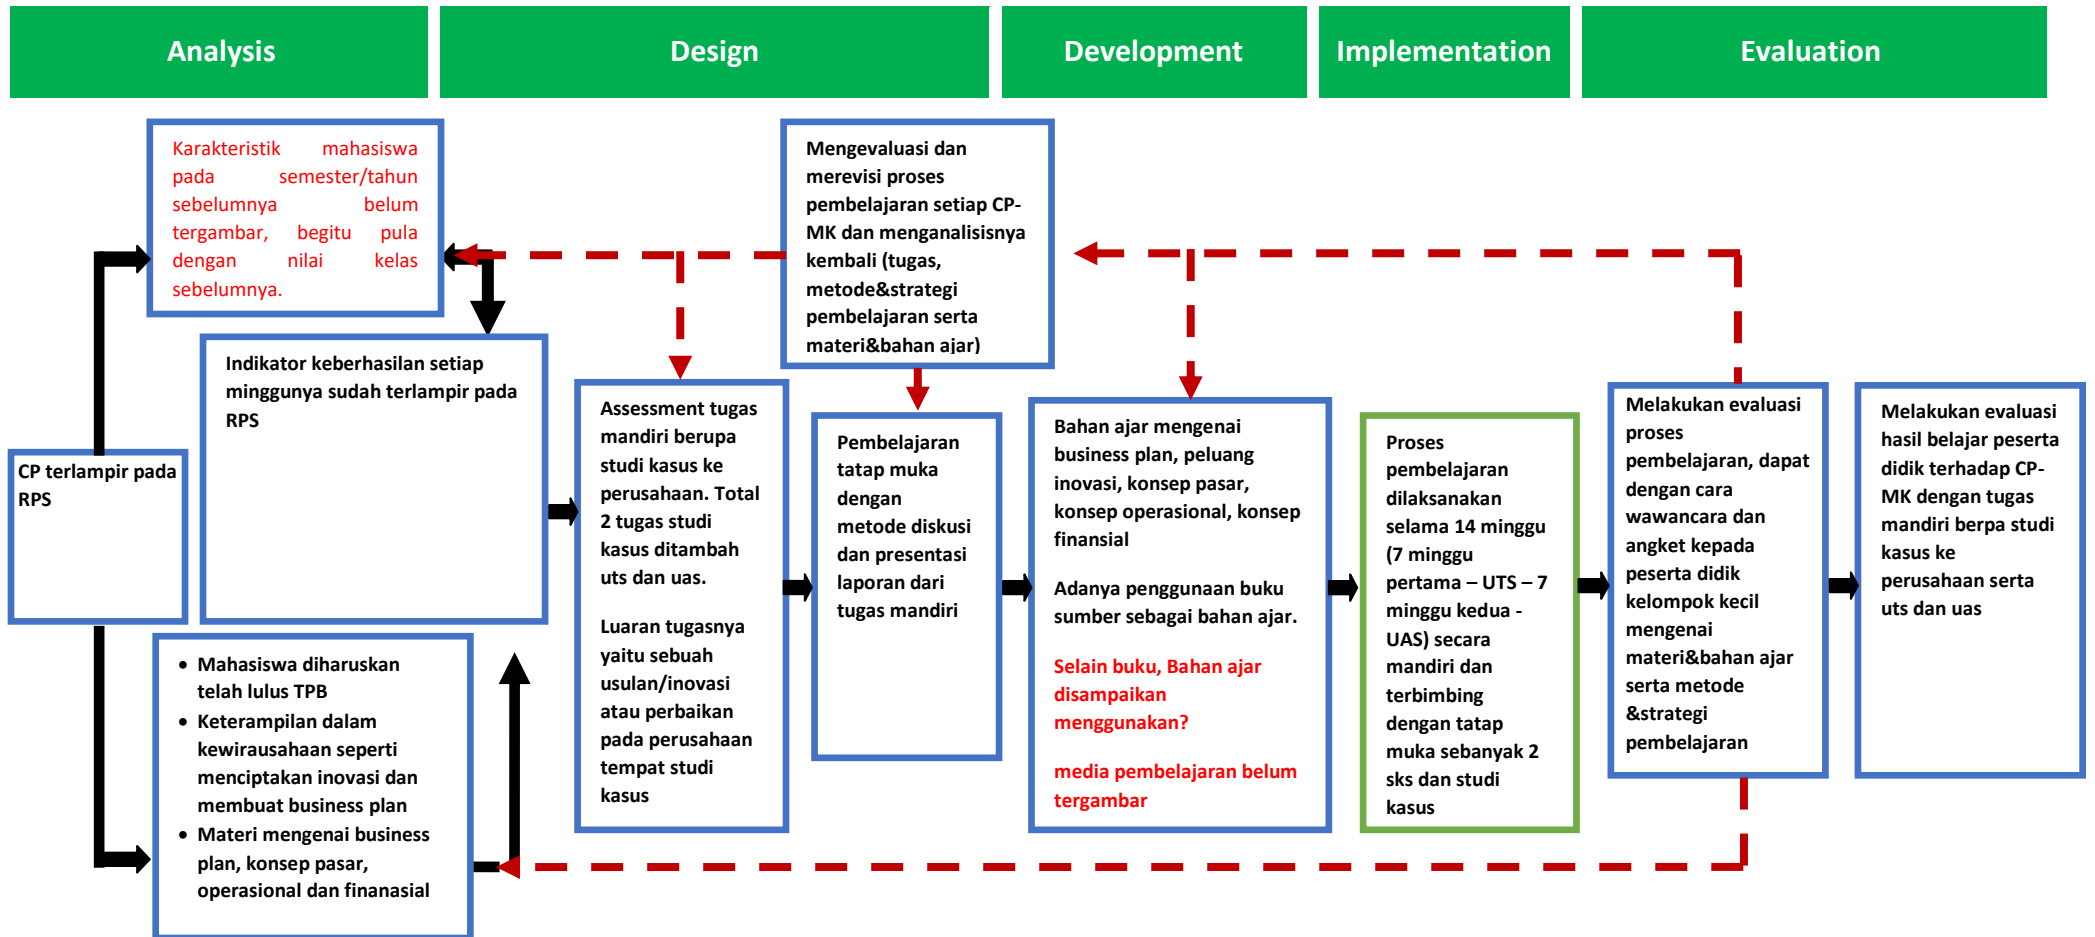 Analysis
Design
Development
Implementation
Evaluation
Karakteristik mahasiswa
pada semester/tahun
sebelumnya belum
tergambar, begitu pula
dengan nilai kelas
sebelumnya.
Indikator keberhasilan setiap
minggunya sudah terlampir pada
RPS
CP terlampir pada
RPS
• Mahasiswa diharuskan
telah lulus TPB
• Keterampilan dalam
kewirausahaan seperti
menciptakan inovasi dan
membuat business plan
• Materi mengenai business
plan, konsep pasar,
operasional dan finanasial
Assessment tugas
mandiri berupa
studi kasus ke
perusahaan. Total
2 tugas studi
kasus ditambah
uts dan uas.
Luaran tugasnya
yaitu sebuah
usulan/inovasi
atau perbaikan
pada perusahaan
tempat studi
kasus
Mengevaluasi dan
merevisi proses
pembelajaran setiap CP-
MK dan menganalisisnya
kembali (tugas,
metode&strategi
pembelajaran serta
materi&bahan ajar)
Pembelajaran
tatap muka
dengan
metode diskusi
dan presentasi
laporan dari
tugas mandiri
Bahan ajar mengenai
business plan, peluang
inovasi, konsep pasar,
konsep operasional, konsep
finansial
Adanya penggunaan buku
sumber sebagai bahan ajar.
Selain buku, Bahan ajar
disampaikan
menggunakan?
media pembelajaran belum
tergambar
Proses
pembelajaran
dilaksanakan
selama 14 minggu
(7 minggu
pertama – UTS – 7
minggu kedua -
UAS) secara
mandiri dan
terbimbing
dengan tatap
muka sebanyak 2
sks dan studi
kasus
Melakukan evaluasi
proses
pembelajaran, dapat
dengan cara
wawancara dan
angket kepada
peserta didik
kelompok kecil
mengenai
materi&bahan ajar
serta metode
&strategi
pembelajaran
Melakukan evaluasi
hasil belajar peserta
didik terhadap CP-
MK dengan tugas
mandiri berpa studi
kasus ke
perusahaan serta
uts dan uas